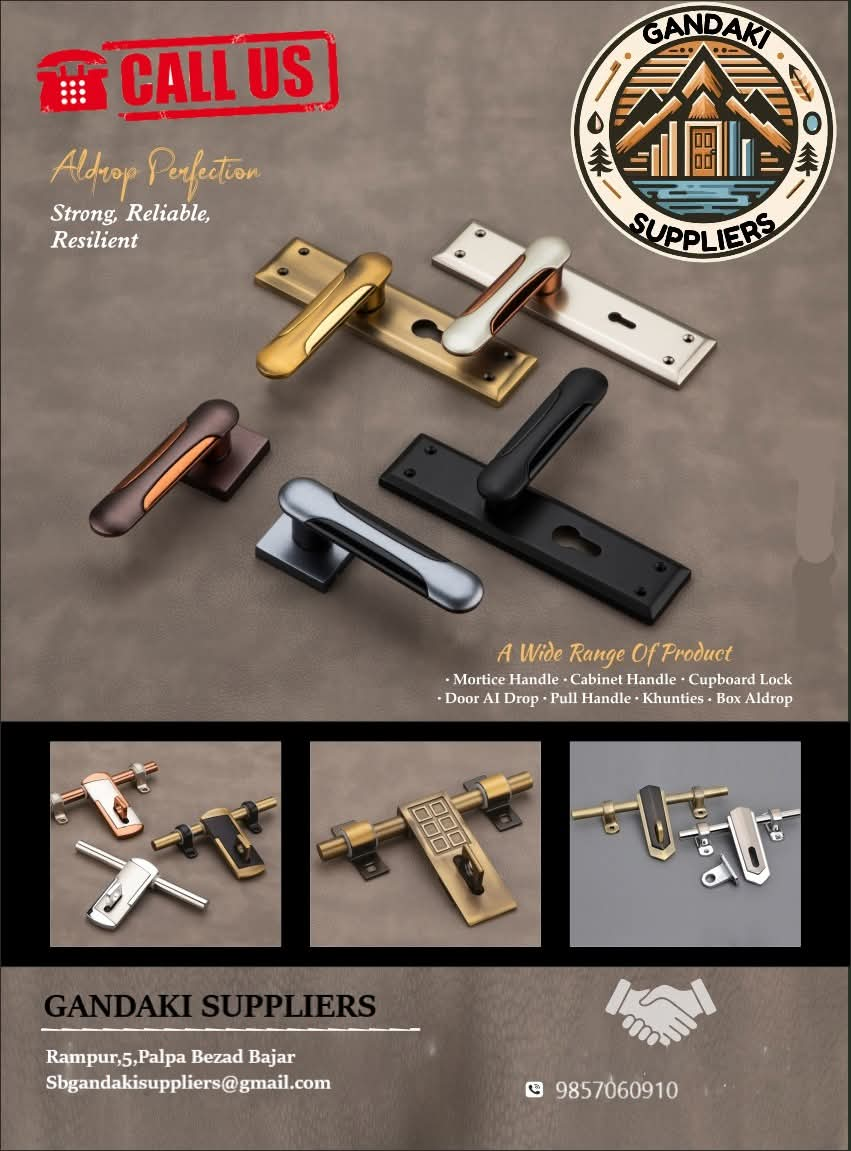 CALL US
GANDAKI
SUPPLIERS
Aldrop Perfection
Strong, Reliable,
Resilient
A Wide Range Of Product
· Mortice Handle · Cabinet Handle · Cupboard Lock
· Door AI Drop · Pull Handle · Khunties · Box Aldrop
GANDAKI SUPPLIERS
Rampur,5,Palpa Bezad Bajar
Sbgandakisuppliers@gmail.com
9857060910